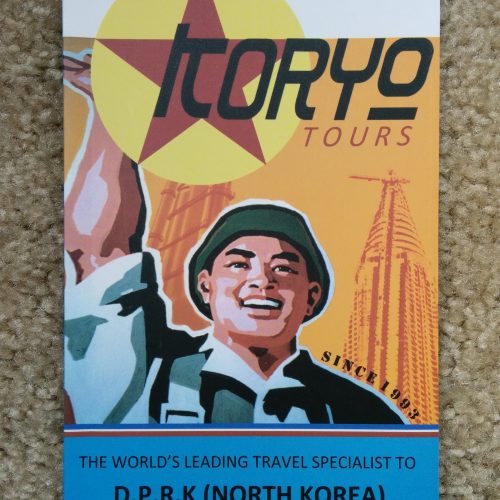 KORYO
TOURS
SINCE 1993
THE WORLD'S LEADING TRAVEL SPECIALIST TO
D.P.R.K (NORTH KOREA)